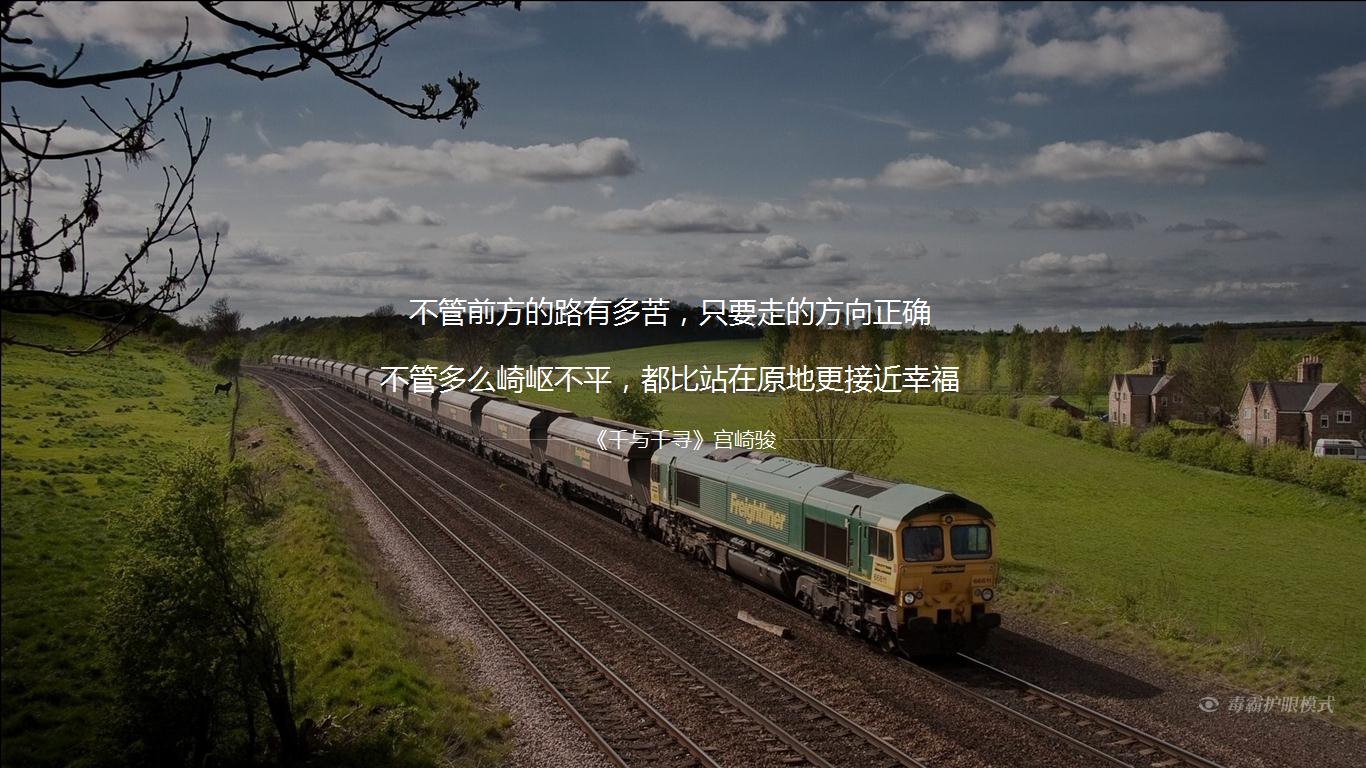 不管前方的路有多苦，只要走的方向正确
不管多么崎岖不平，都比站在原地更接近幸福
《千与千寻》宫崎骏
Freightliner
66611
毒霸护眼模式